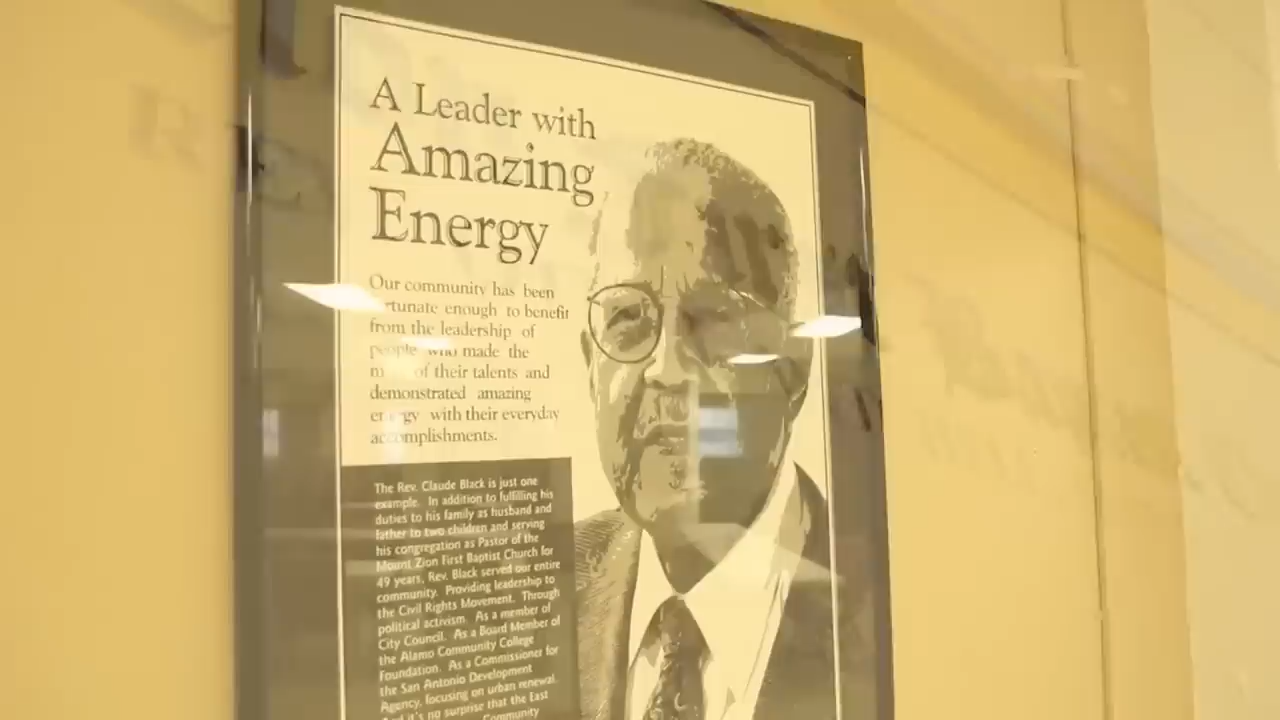 A Leader with
Amazing
Energy
Our community has been
rtunate enough to benefit
from the leadership of
people who made the
of their talents and
demonstrated amazing
energy with their everyday
accomplishments.
The Rev. Claude Black is just one
example. In addition to fulfilling his
duties to his family as husband and
father to two children and serving
his congregation as Pastor of the
Mount Zion First Baptist Church for
49 years, Rev. Black served our entire
community. Providing leadership to
the Civil Rights Movement. Through
political activism. As a member of
City Council. As a Board Member of
the Alamo Community College
Foundation. As a Commissioner for
the San Antonio Development
Agency, focusing on urban renewal.
And it's no surprise that the East
Community